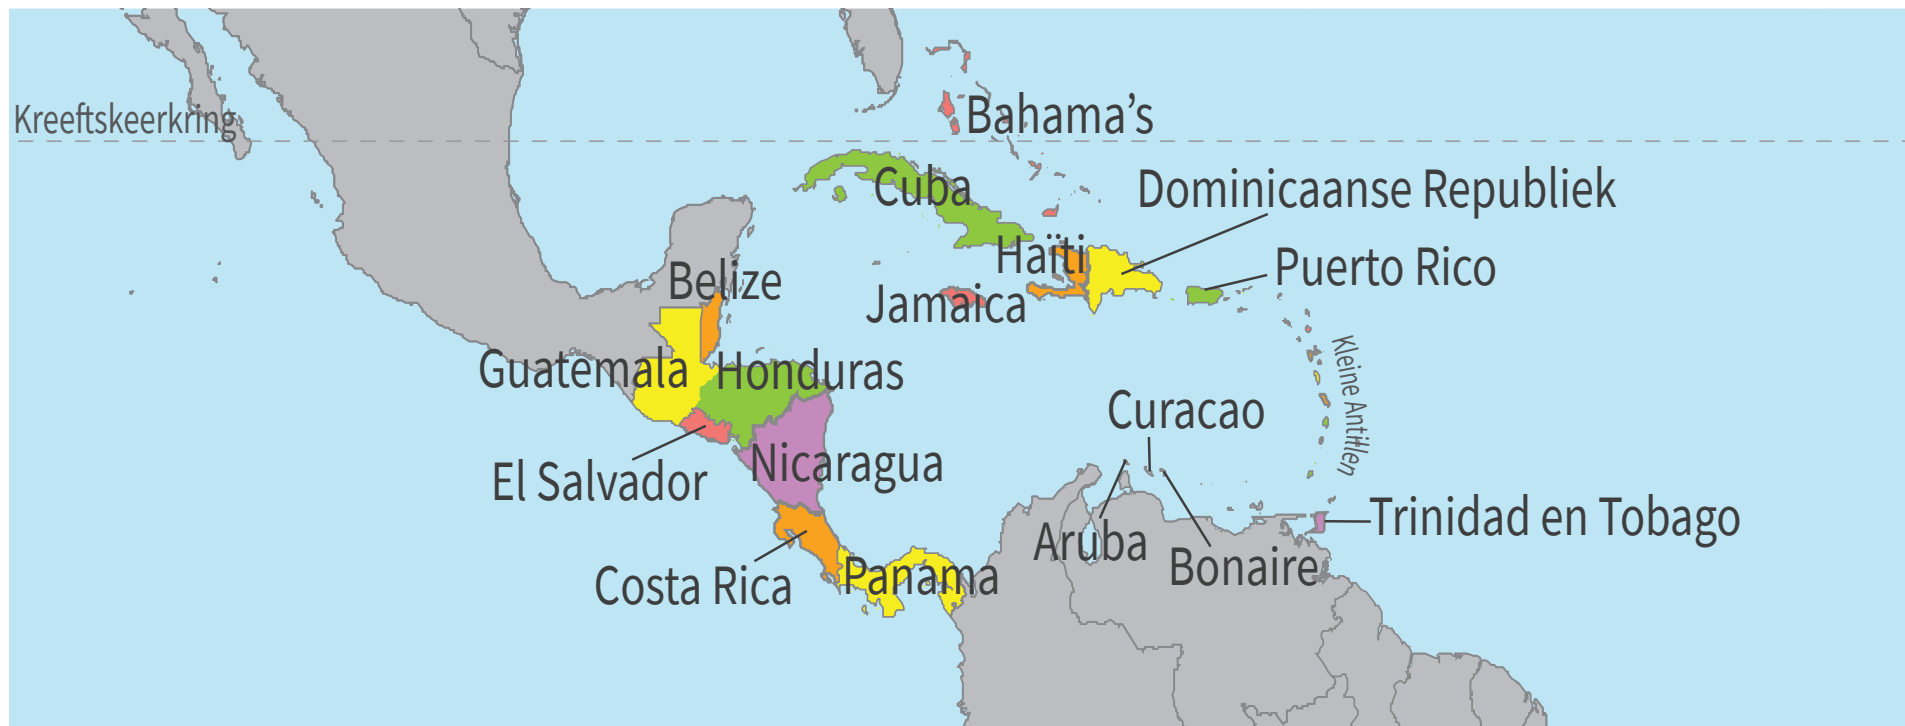 Kreeftskeerkring
Bahama’s
Cuba
Dominicaanse Republiek
Haïti
Puerto Rico
Belize
Jamaica
Guatemala
Honduras
Kleine Antillen
Curacao
El Salvador
Nicaragua
Aruba
Bonaire
Trinidad en Tobago
Costa Rica
Panama